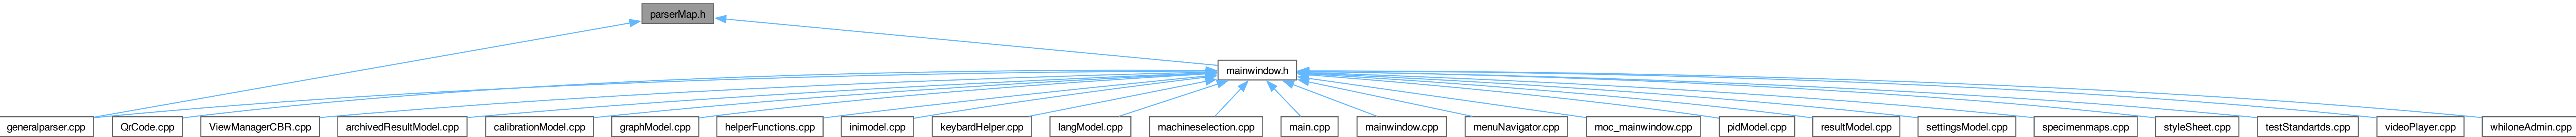 parserMap.h
mainwindow.h
generalparser.cpp
QrCode.cpp
ViewManagerCBR.cpp
archivedResultModel.cpp
calibrationModel.cpp
graphModel.cpp
helperFunctions.cpp
inimodel.cpp
keybardHelper.cpp
langModel.cpp
machineselection.cpp
main.cpp
mainwindow.cpp
menuNavigator.cpp
moc_mainwindow.cpp
pidModel.cpp
resultModel.cpp
settingsModel.cpp
specimenmaps.cpp
styleSheet.cpp
testStandartds.cpp
videoPlayer.cpp
whiloneAdmin.cpp